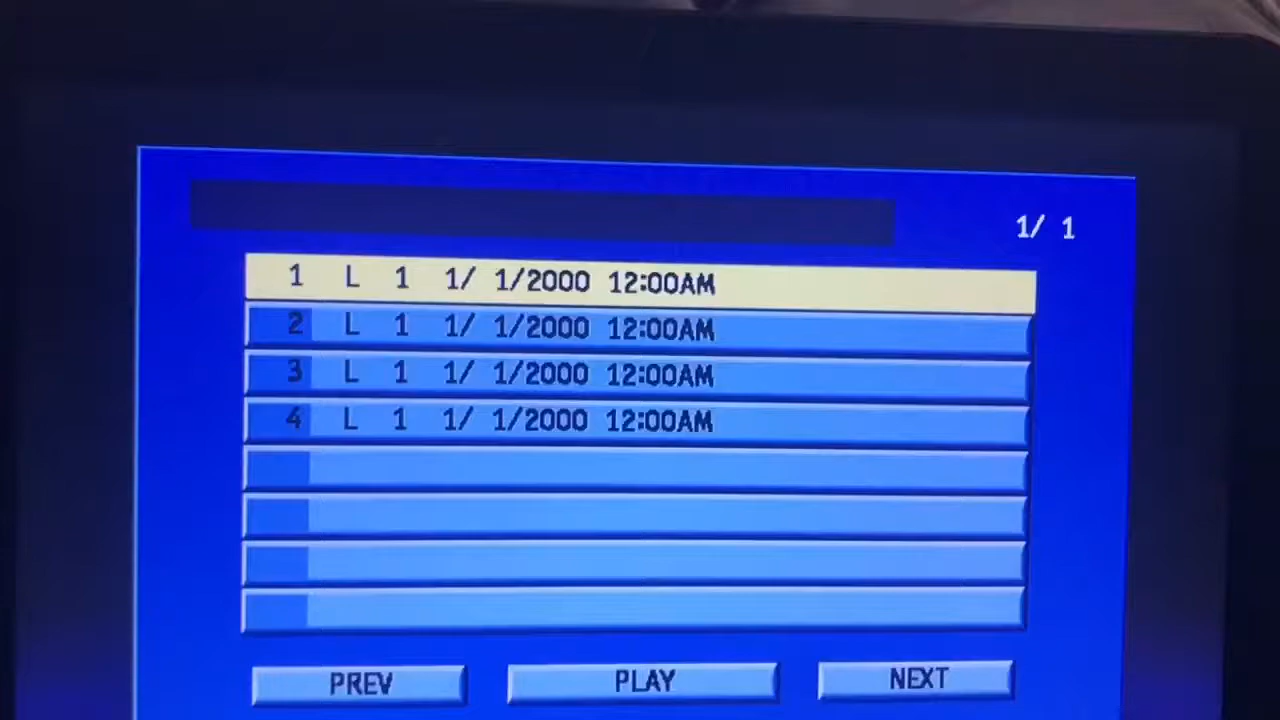 1/ 1
1 L 1 1/ 1/2000 12:00AM
2 L 1 1/ 1/2000 12:00AM
3 L 1 1/ 1/2000 12:00AM
4 L 1 1/ 1/2000 12:00AM
PREV PLAY NEXT